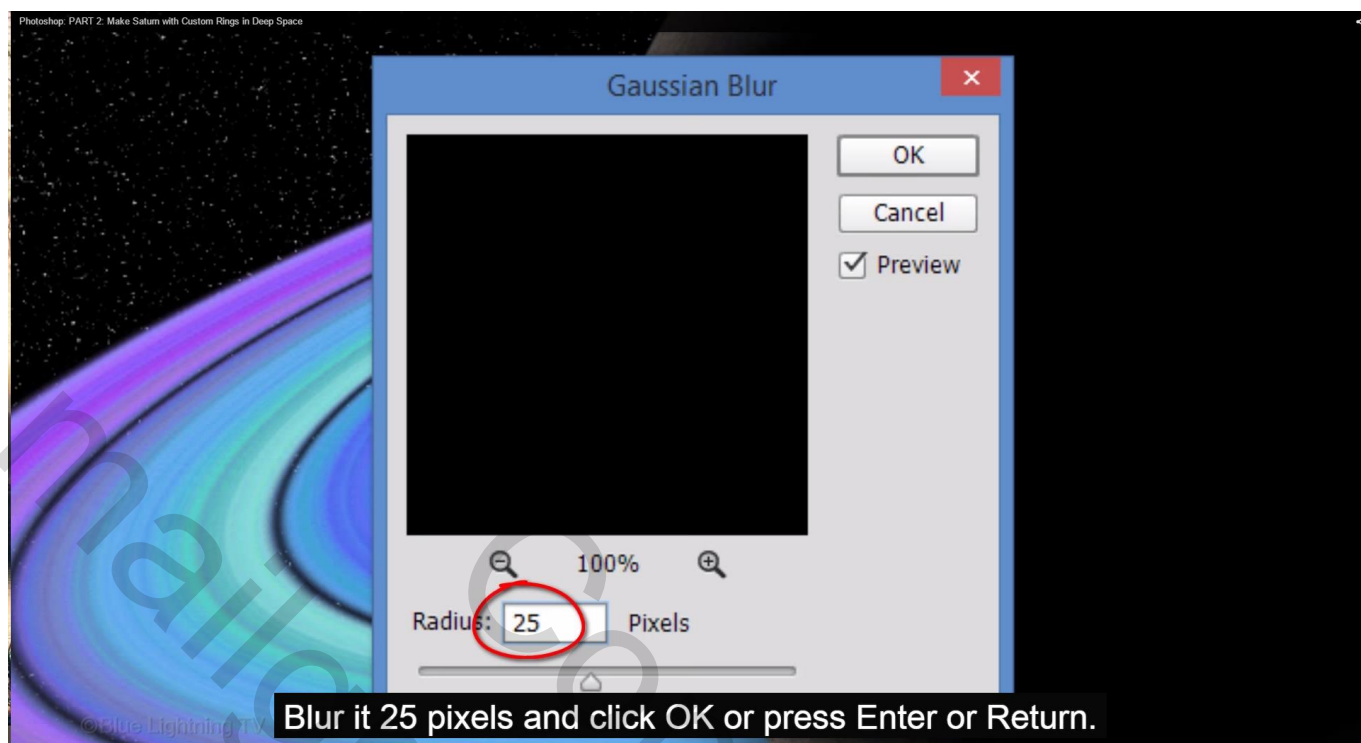 Photoshop: PART 2: Make Saturn with Custom Rings in Deep Space
Gaussian Blur
OK
Cancel
Preview
100%
Radius: 25 Pixels
©Blue Lightning TV
Blur it 25 pixels and click OK or press Enter or Return.